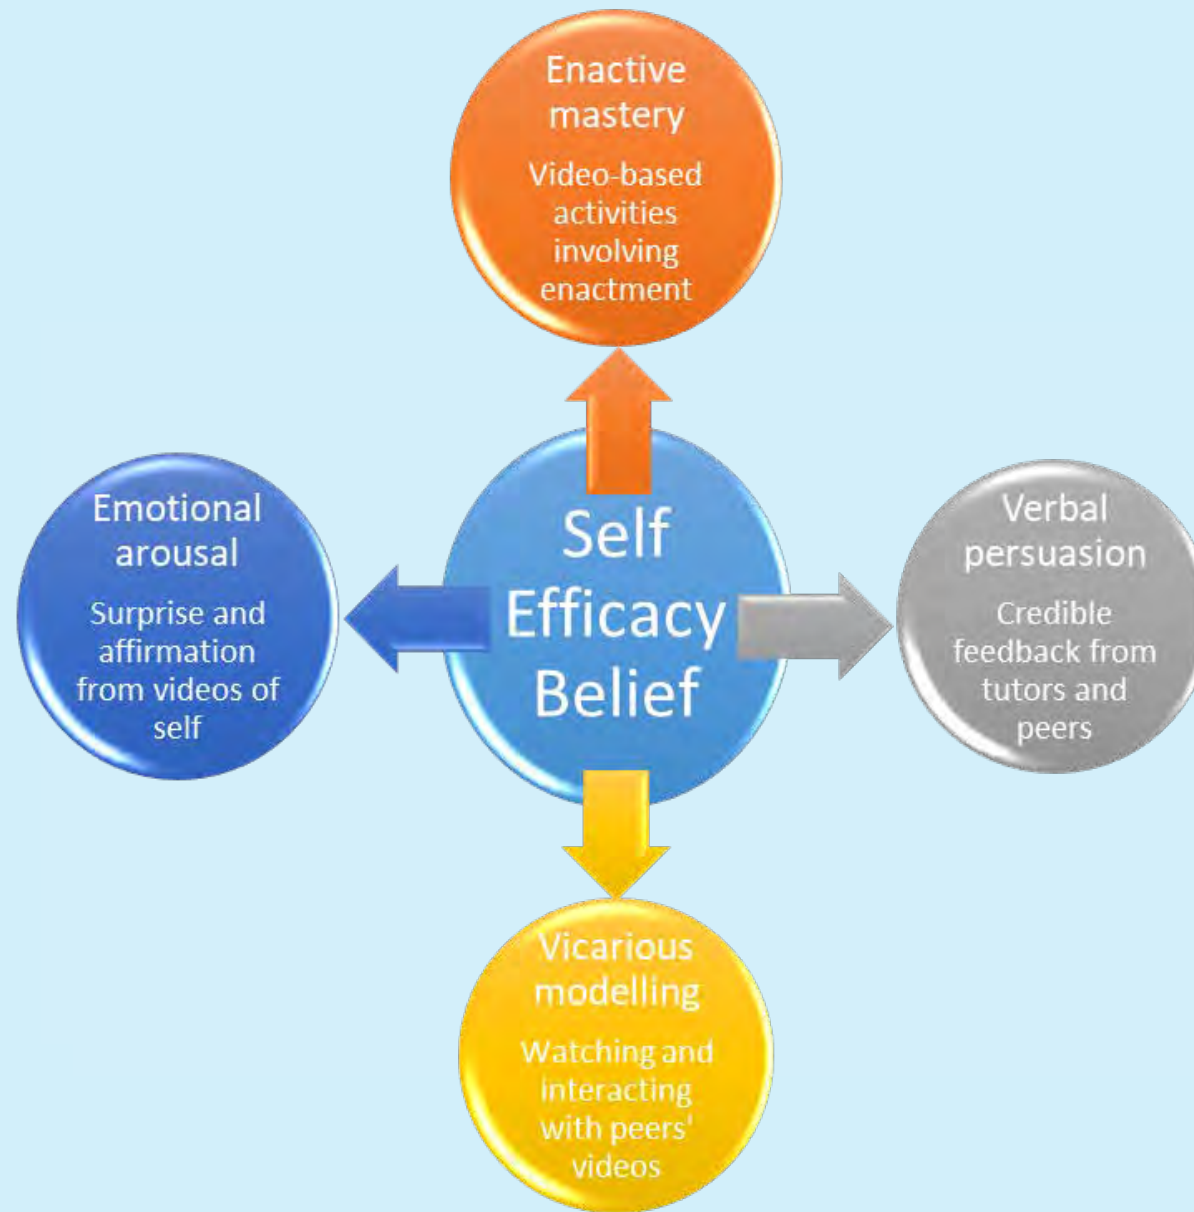 Enactive
mastery
Video-based
activities
involving
enactment
Emotional
arousal
Surprise and
affirmation
from videos of
self
Self
Efficacy
Belief
Verbal
persuasion
Credible
feedback from
tutors and
peers
Vicarious
modelling
Watching and
interacting
with peers'
videos